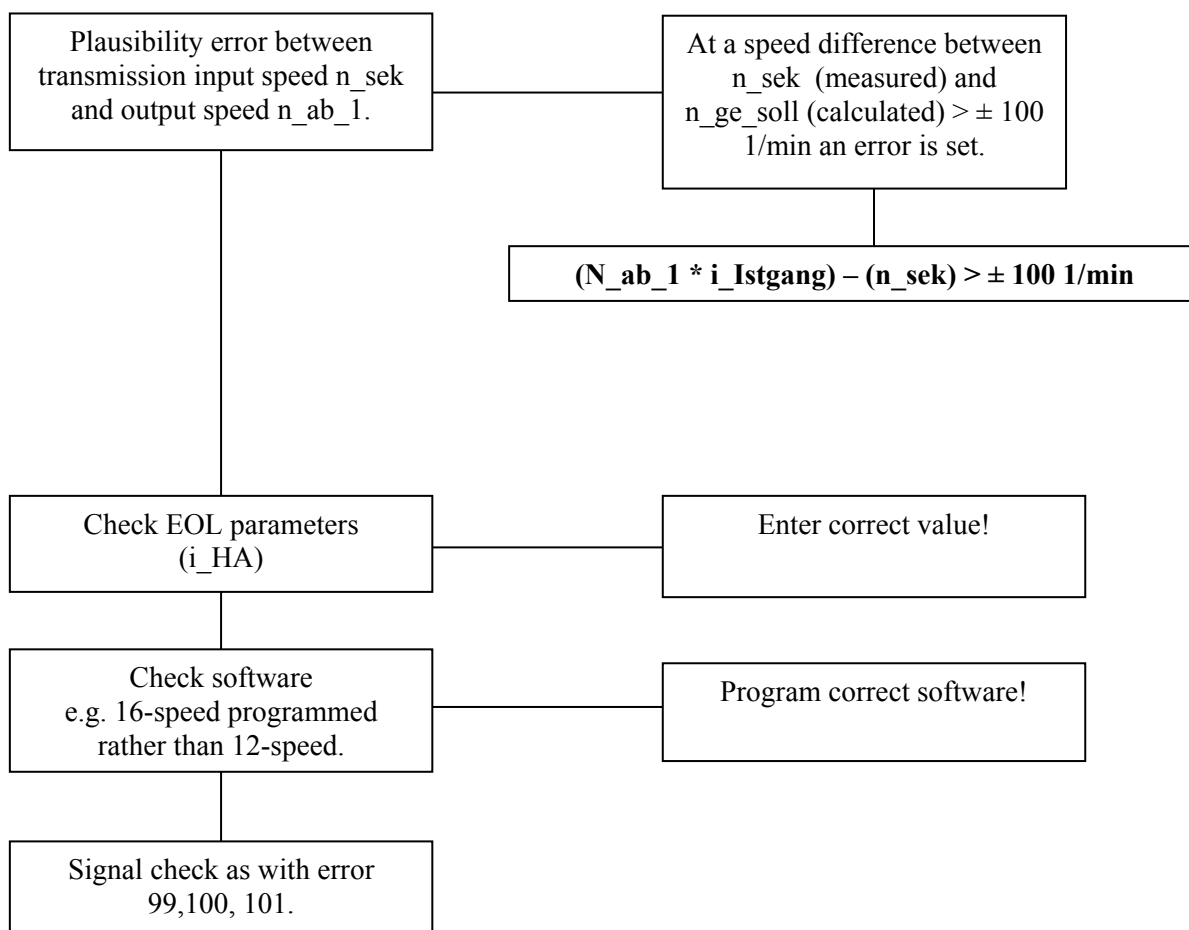 Plausibility error between
transmission input speed n_sek
and output speed n_ab_1.
At a speed difference between
n_sek  (measured) and
n_ge_soll (calculated) > ± 100
1/min an error is set.
(N_ab_1 * i_Istgang) – (n_sek) > ± 100 1/min
Check EOL parameters
(i_HA)
Enter correct value!
Check software
e.g. 16-speed programmed
rather than 12-speed.
Program correct software!
Signal check as with error
99,100, 101.